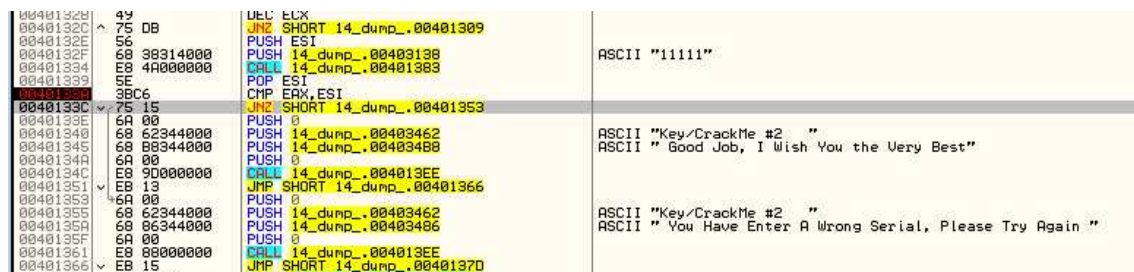 00401328 49 DEC ECX
0040132C ^ 75 DB JNZ SHORT 14_dump_.00401309
0040132E 56 PUSH ESI
0040132F 68 38314000 PUSH 14_dump_.00403138 ASCII "11111"
00401334 E8 4A000000 CALL 14_dump_.00401383
00401339 5E POP ESI
0040133A 3BC6 CMP EAX,ESI
0040133C v 75 15 JNZ SHORT 14_dump_.00401353
0040133E 6A 00 PUSH 0
00401340 68 62344000 PUSH 14_dump_.00403462 ASCII "Key/CrackMe #2   "
00401345 68 B8344000 PUSH 14_dump_.004034B8 ASCII " Good Job, I Wish You the Very Best"
0040134A 6A 00 PUSH 0
0040134C E8 9D000000 CALL 14_dump_.004013EE
00401351 v EB 13 JMP SHORT 14_dump_.00401366
00401353 6A 00 PUSH 0
00401355 68 62344000 PUSH 14_dump_.00403462 ASCII "Key/CrackMe #2   "
0040135A 68 86344000 PUSH 14_dump_.00403486 ASCII " You Have Enter A Wrong Serial, Please Try Again "
0040135F 6A 00 PUSH 0
00401361 E8 88000000 CALL 14_dump_.004013EE
00401366 v EB 15 JMP SHORT 14_dump_.0040137D